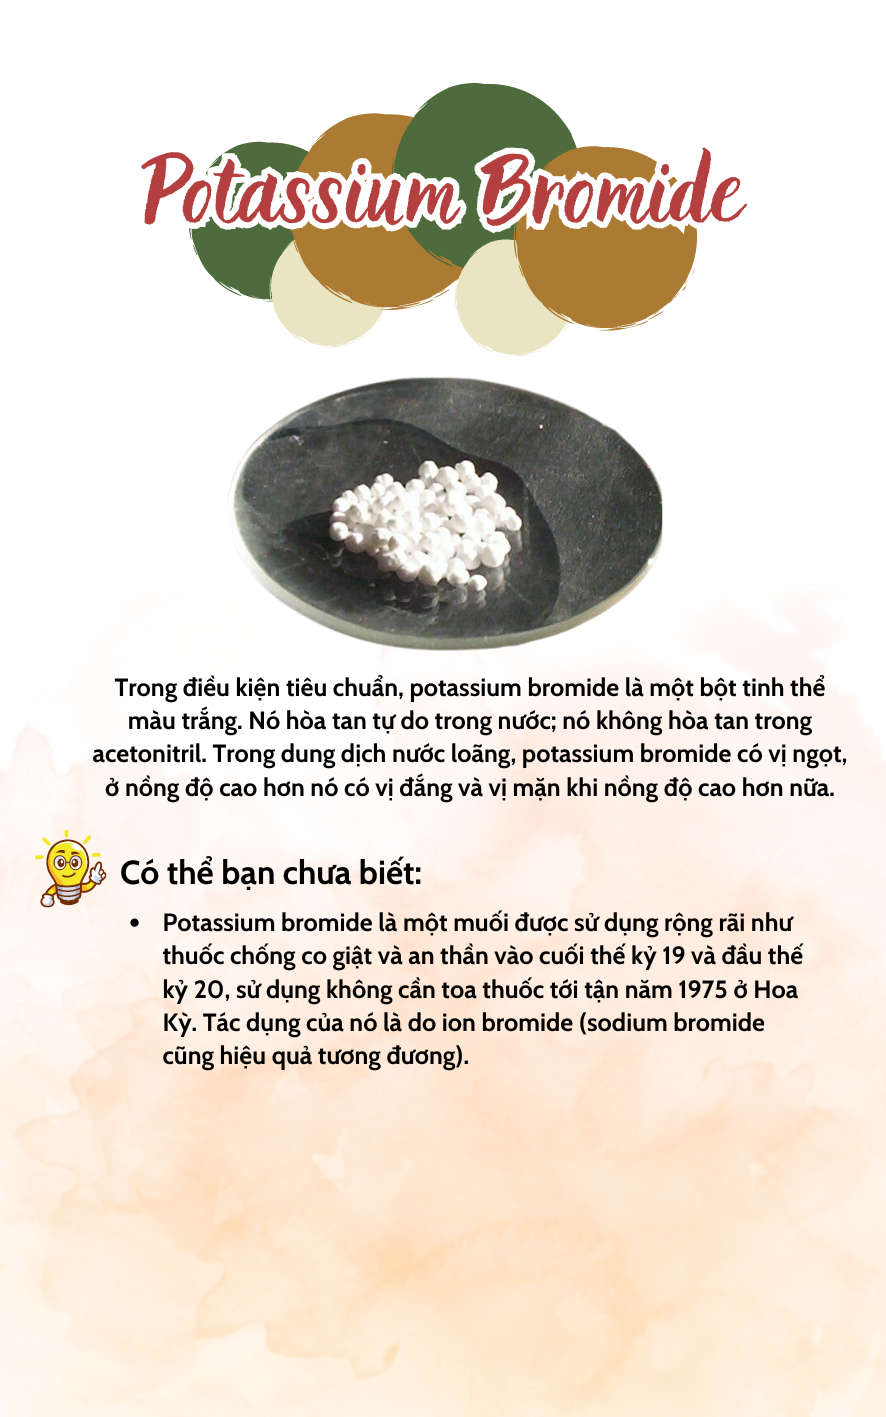 Potassium Bromide
Trong điều kiện tiêu chuẩn, potassium bromide là một bột tinh thể
màu trắng. Nó hòa tan tự do trong nước; nó không hòa tan trong
acetonitril. Trong dung dịch nước loãng, potassium bromide có vị ngọt,
ở nồng độ cao hơn nó có vị đắng và vị mặn khi nồng độ cao hơn nữa.
Có thể bạn chưa biết:
• Potassium bromide là một muối được sử dụng rộng rãi như
thuốc chống co giật và an thần vào cuối thế kỷ 19 và đầu thế
kỷ 20, sử dụng không cần toa thuốc tới tận năm 1975 ở Hoa
Kỳ. Tác dụng của nó là do ion bromide (sodium bromide
cũng hiệu quả tương đương).